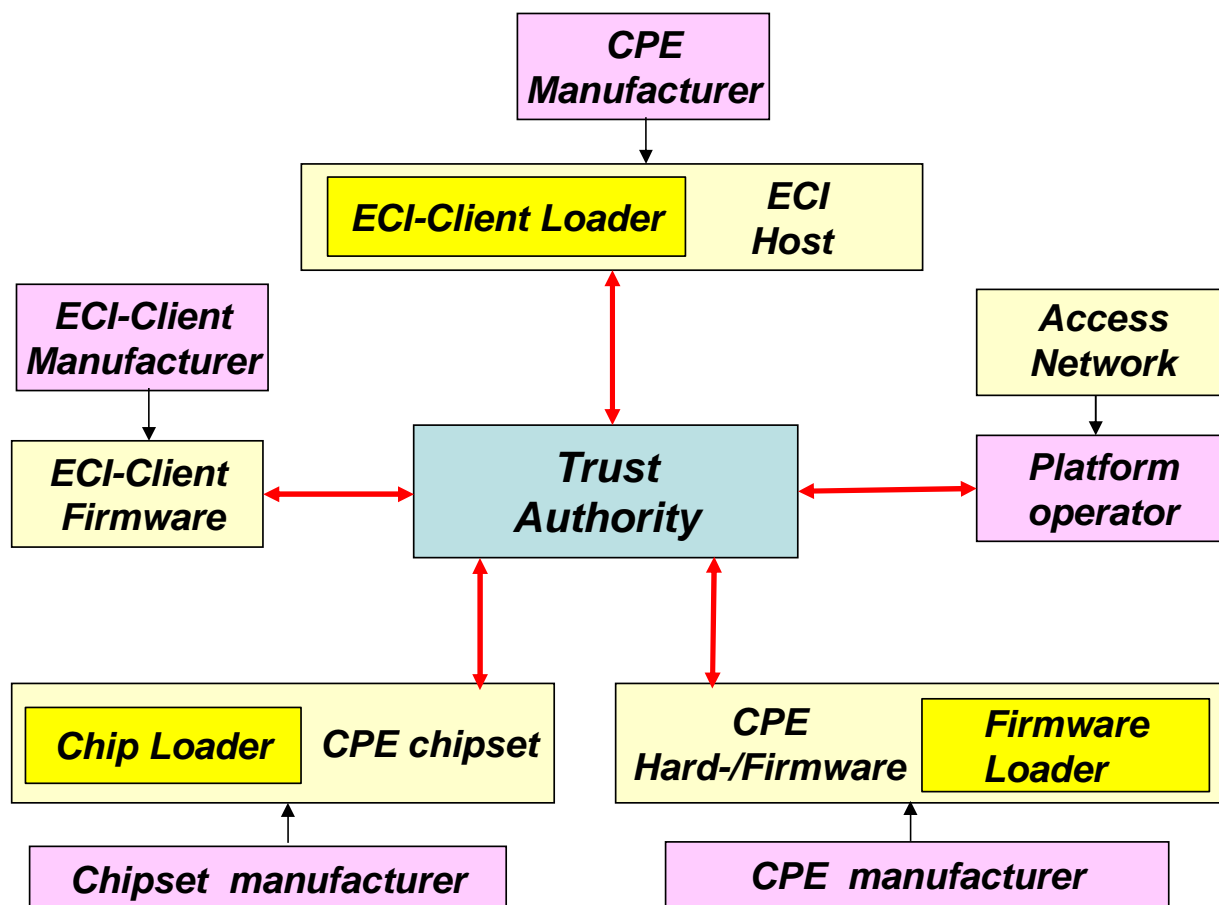 CPE
Manufacturer
ECI-Client Loader
ECI
Host
ECI-Client
Manufacturer
Access
Network
ECI-Client
Firmware
Trust
Authority
Platform
operator
Chip Loader
CPE chipset
CPE
Hard-/Firmware
Firmware
Loader
Chipset manufacturer
CPE manufacturer